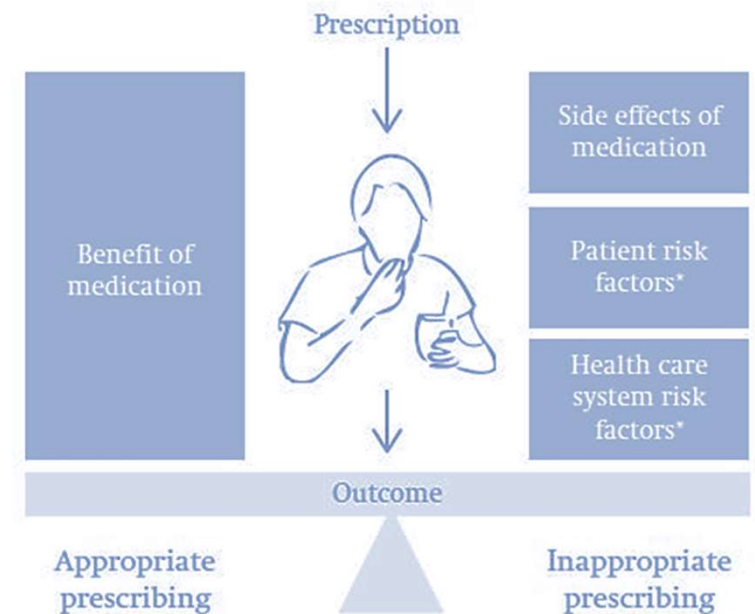 Prescription
Benefit of
medication
Side effects of
medication
Patient risk
factors*
Health care
system risk
factors*
Outcome
Appropriate
prescribing
Inappropriate
prescribing